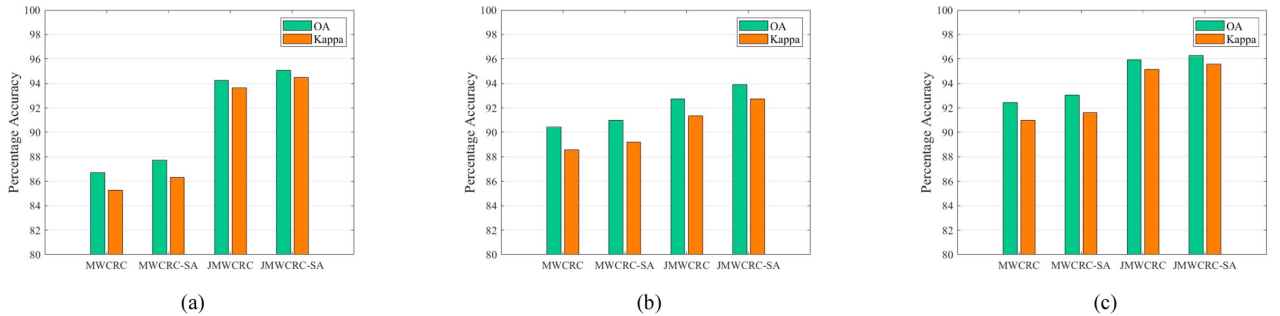 Percentage Accuracy
100
98
96
94
92
90
88
86
84
82
80
OA
Kappa
MWCRC
MWCRC-SA
JMWCRC
JMWCRC-SA
(a)
Percentage Accuracy
100
98
96
94
92
90
88
86
84
82
80
OA
Kappa
MWCRC
MWCRC-SA
JMWCRC
JMWCRC-SA
(b)
Percentage Accuracy
100
98
96
94
92
90
88
86
84
82
80
OA
Kappa
MWCRC
MWCRC-SA
JMWCRC
JMWCRC-SA
(c)